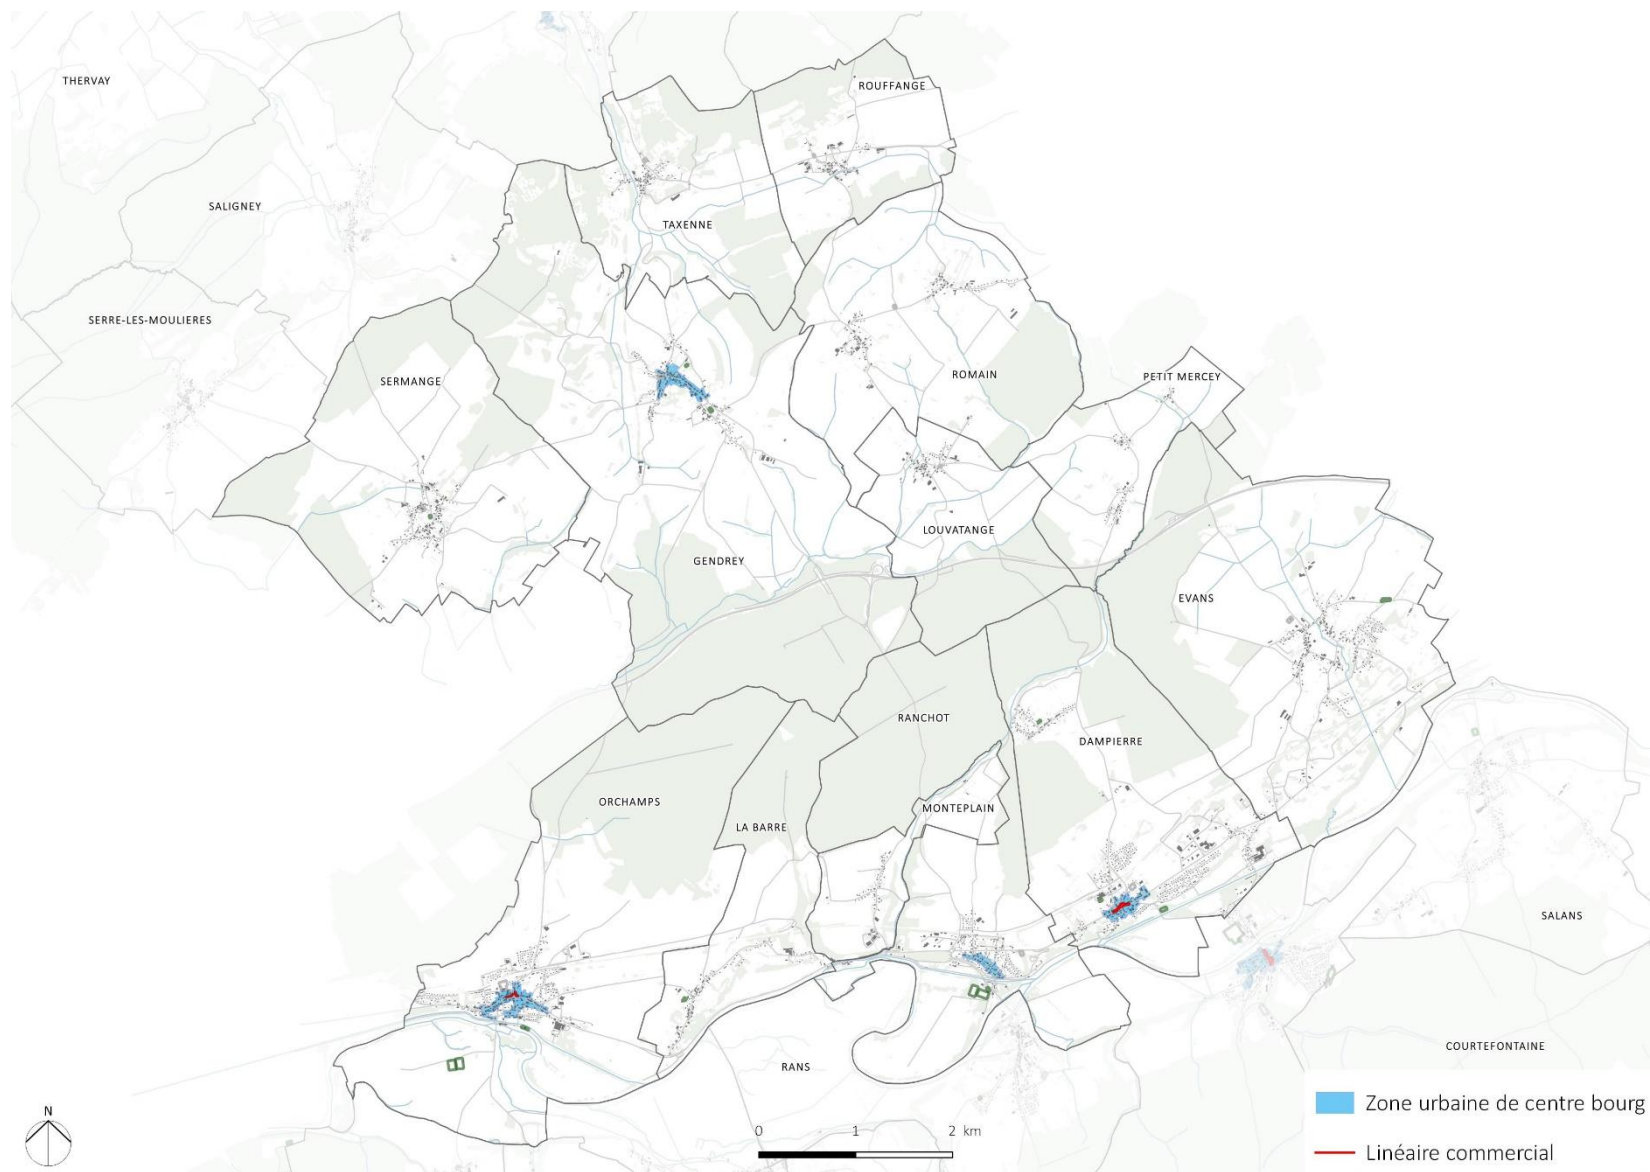 THERVAY
ROUFFANGE
SALIGNEY
TAXENNE
SERRE-LES-MOULIERES
SERMANGE
ROMAIN
PETIT MERCEY
LOUVATANGE
GENDREY
EVANS
RANCHOT
DAMPIERRE
ORCHAMPS
MONTEPLAIN
LA BARRE
SALANS
COURTEFONTAINE
RANS
Zone urbaine de centre bourg
N
0 1 2 km
Linéaire commercial